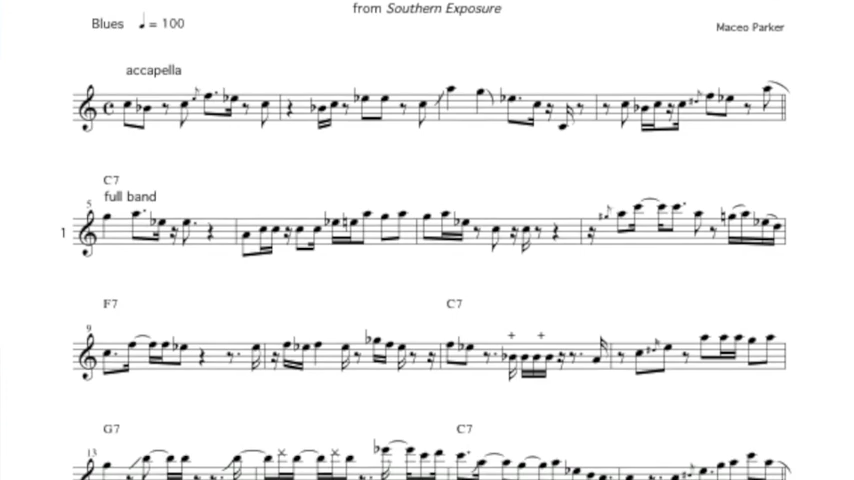 from Southern Exposure
Blues ♩ = 100
Maceo Parker
accapella
C7
full band
5
1
F7 C7
9
G7 C7
13